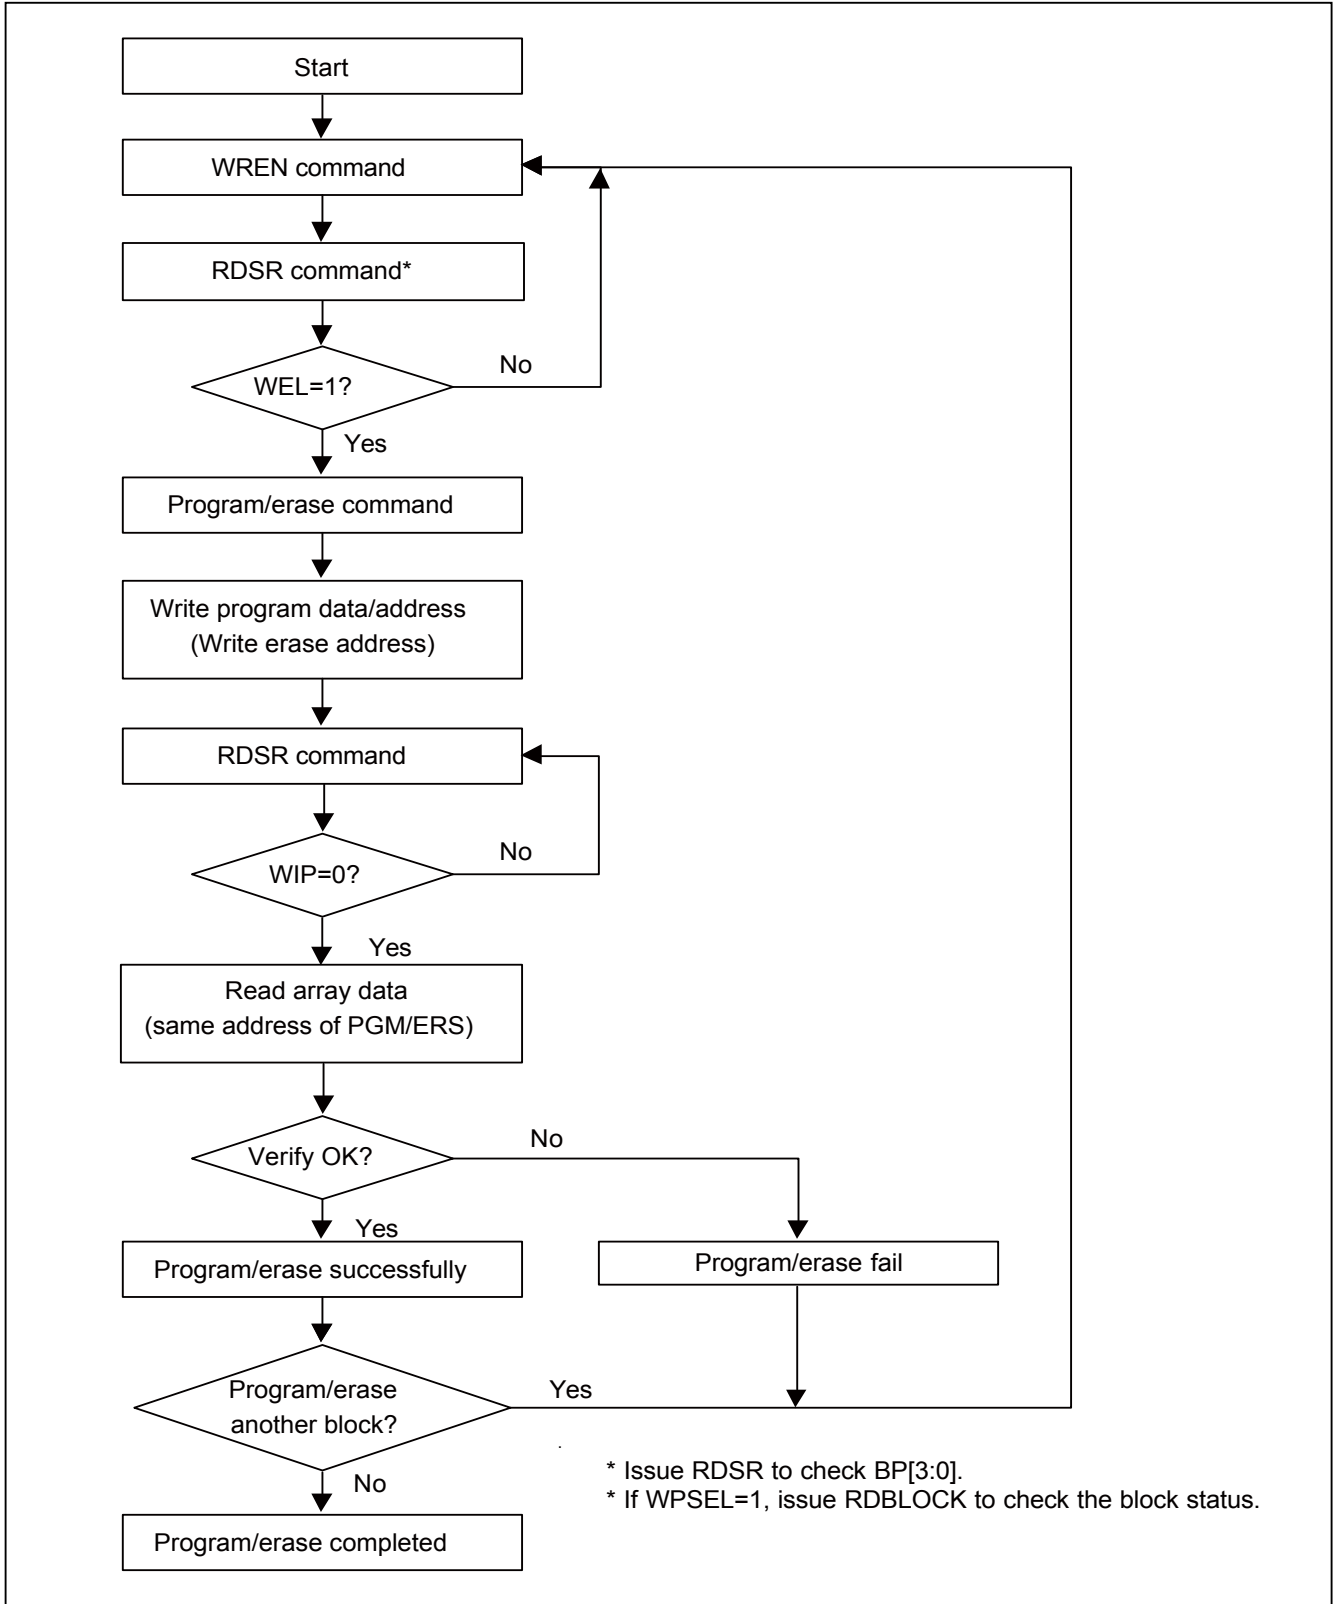 Start
WREN command
RDSR command*
WEL=1?
No
Yes
Program/erase command
Write program data/address
(Write erase address)
RDSR command
WIP=0?
No
Yes
Read array data
(same address of PGM/ERS)
Verify OK?
No
Yes
Program/erase successfully
Program/erase fail
Program/erase
another block?
Yes
No
* Issue RDSR to check BP[3:0].
* If WPSEL=1, issue RDBLOCK to check the block status.
Program/erase completed